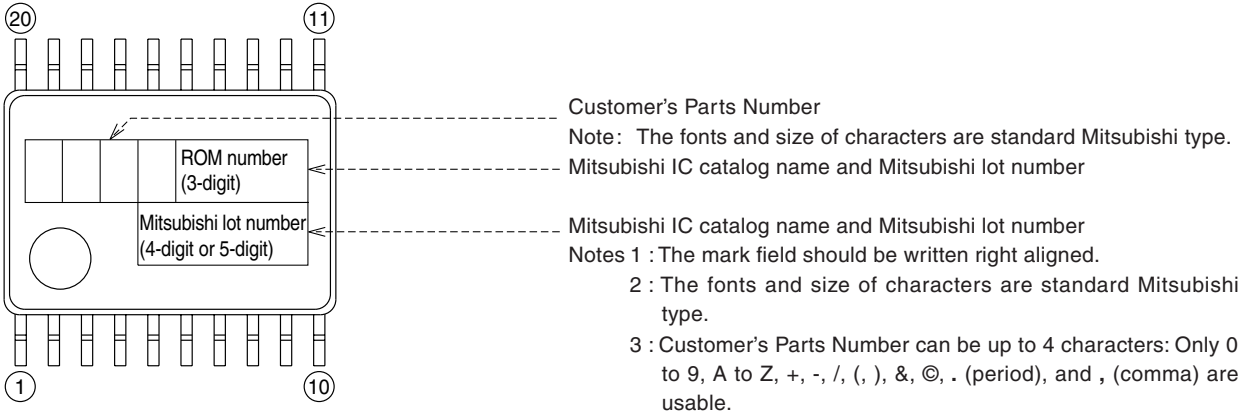 20
11
ROM number
(3-digit)
Mitsubishi lot number
(4-digit or 5-digit)
1
10
Customer's Parts Number
Note: The fonts and size of characters are standard Mitsubishi type.
Mitsubishi IC catalog name and Mitsubishi lot number
Mitsubishi IC catalog name and Mitsubishi lot number
Notes 1 : The mark field should be written right aligned.
2 : The fonts and size of characters are standard Mitsubishi
type.
3 : Customer's Parts Number can be up to 4 characters: Only 0
to 9, A to Z, +, -, /, (, ), &, ©, . (period), and , (comma) are
usable.